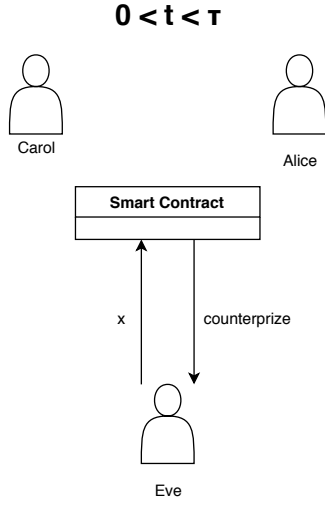 0 < t < τ
Carol
Alice
Smart Contract
x
counterprize
Eve